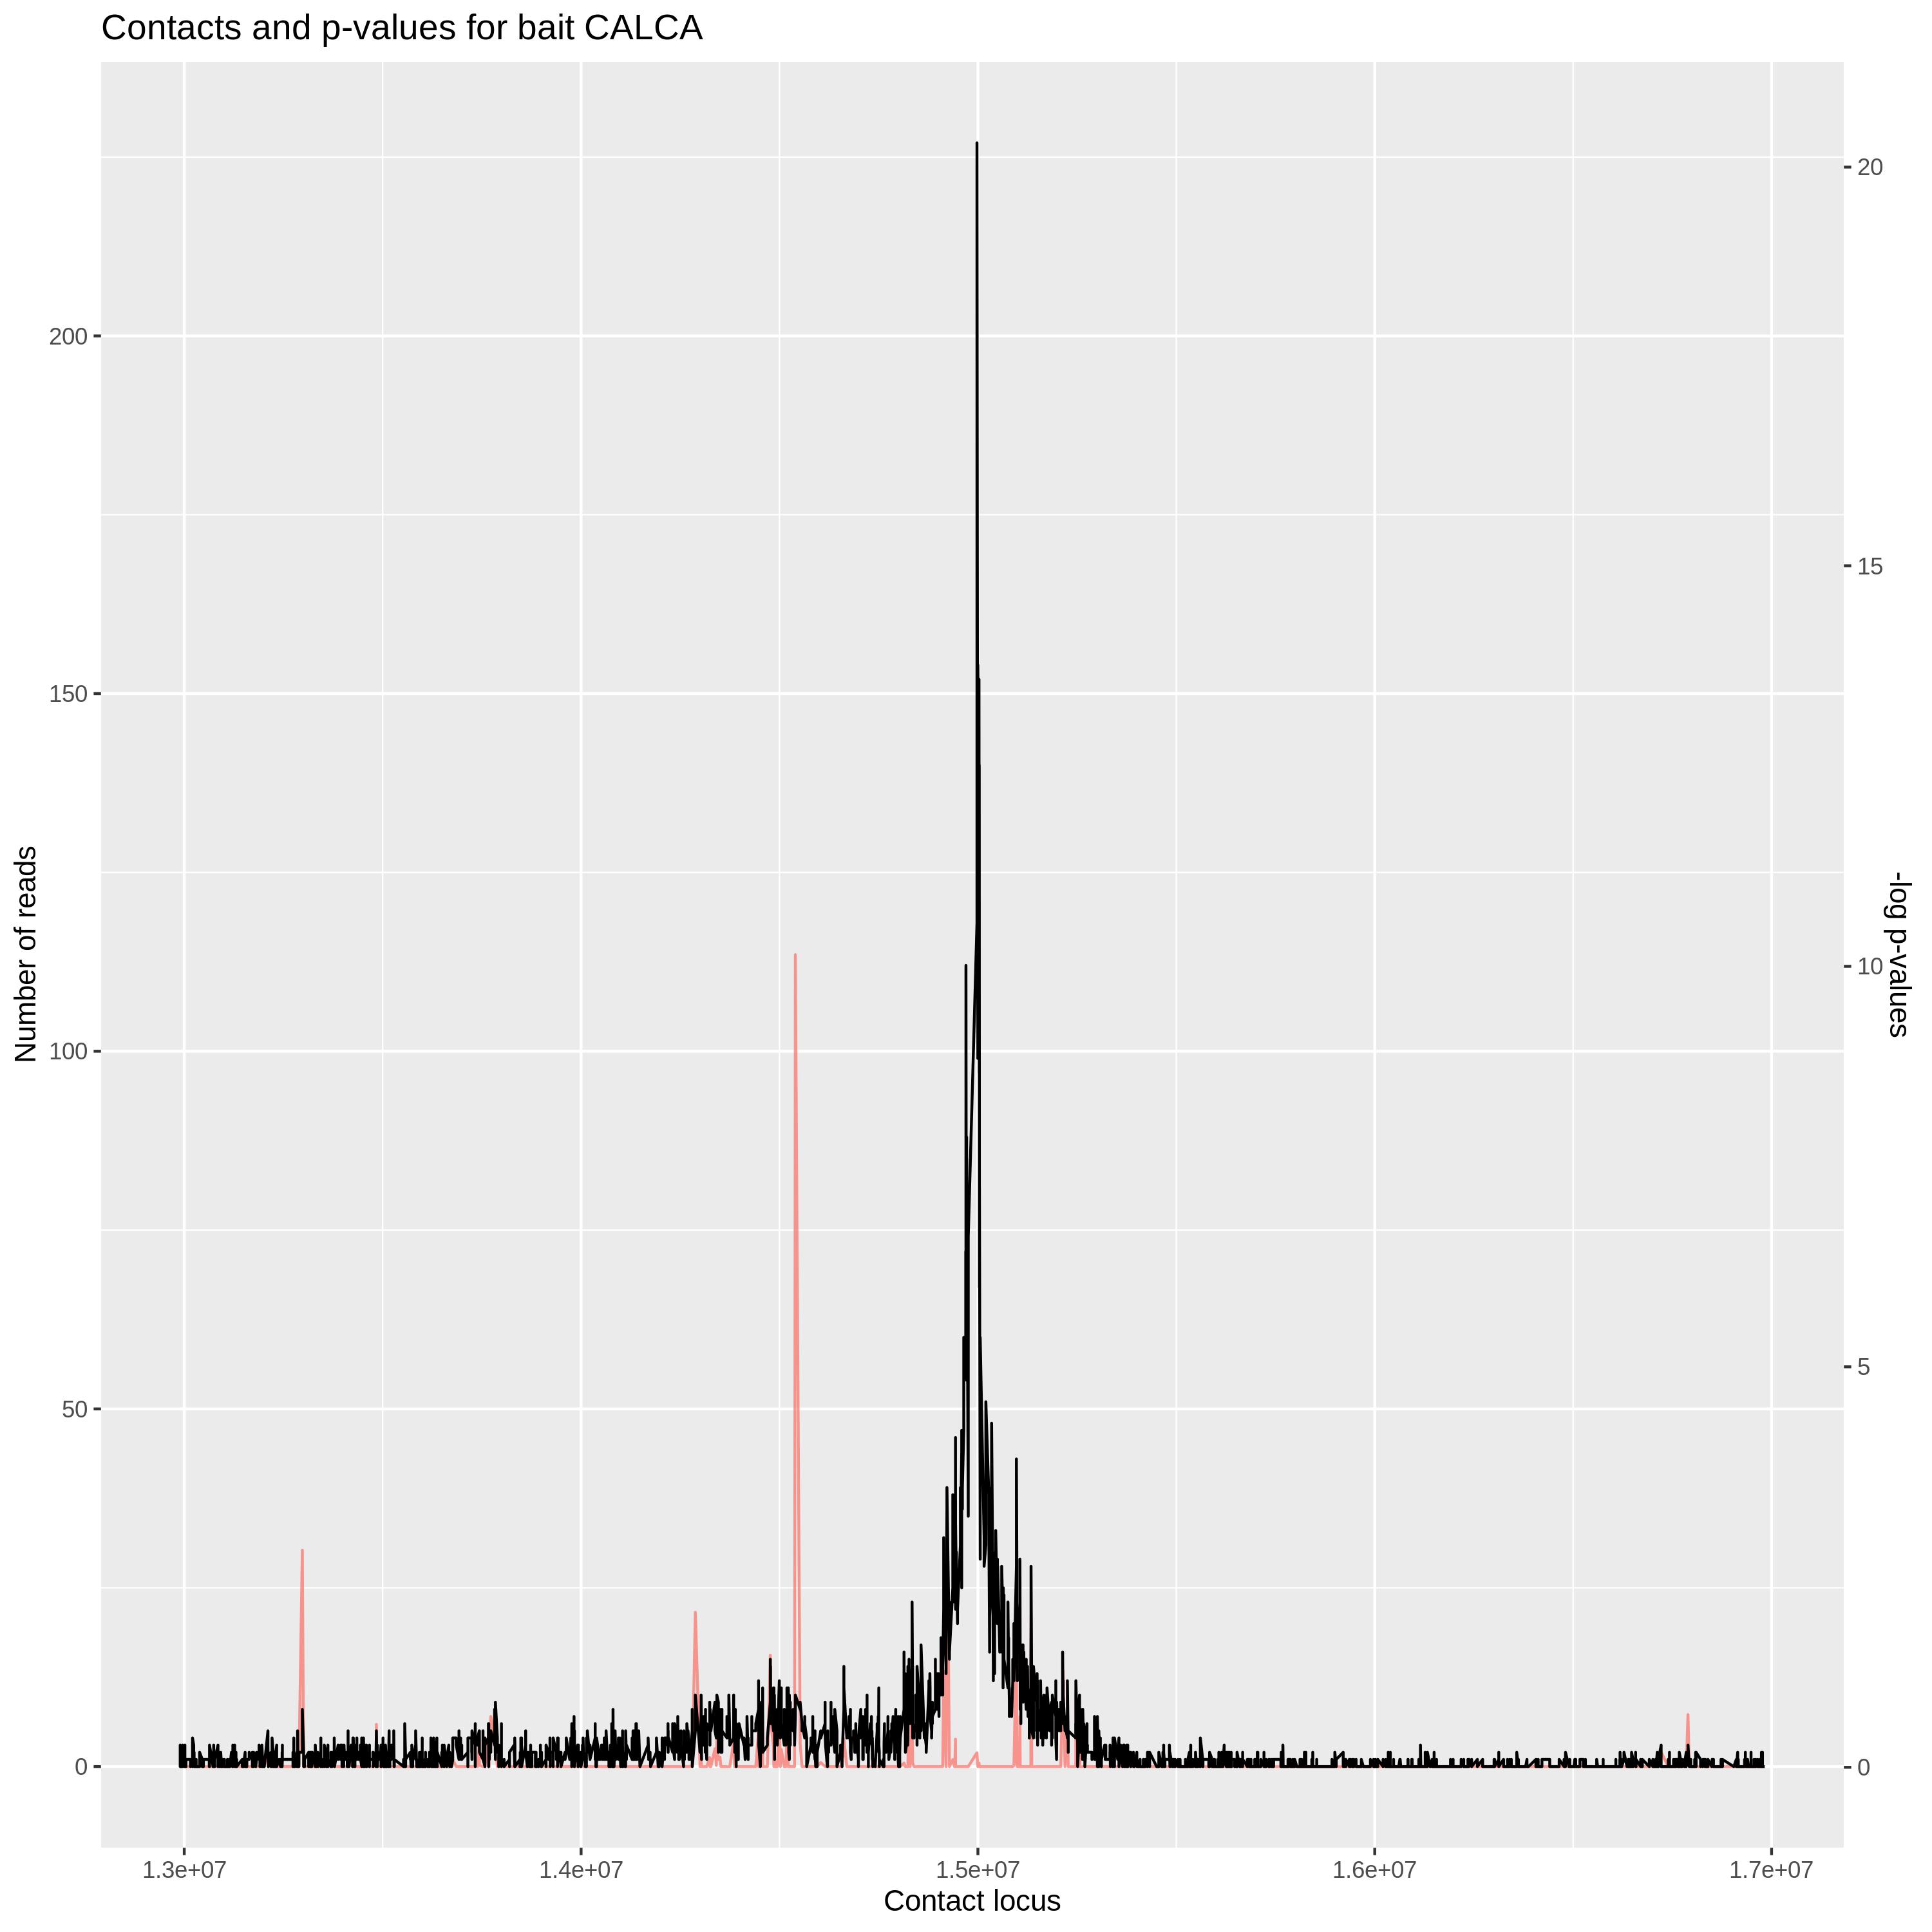 Contacts and p-values for bait CALCA
Number of reads
200
150
100
50
0
20
15
10
5
0
-log p-values
1.3e+07
1.4e+07
1.5e+07
1.6e+07
1.7e+07
Contact locus